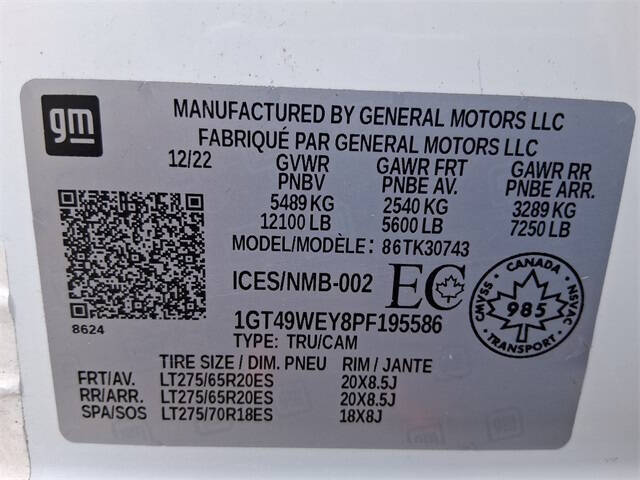 gm
MANUFACTURED BY GENERAL MOTORS LLC
FABRIQUÉ PAR GENERAL MOTORS LLC
12/22 GVWR GAWR FRT GAWR RR
PNBV PNBE AV. PNBE ARR.
5489 KG 2540 KG 3289 KG
12100 LB 5600 LB 7250 LB
MODEL/MODÈLE: 86TK30743
ICES/NMB-002 EC
CANADA
SVAC NSVAC
985
TRANSPORT
8624
1GT49WEY8PF195586
TYPE: TRU/CAM
TIRE SIZE / DIM. PNEU RIM / JANTE
FRT/AV. LT275/65R20ES 20X8.5J
RR/ARR. LT275/65R20ES 20X8.5J
SPA/SOS LT275/70R18ES 18X8J